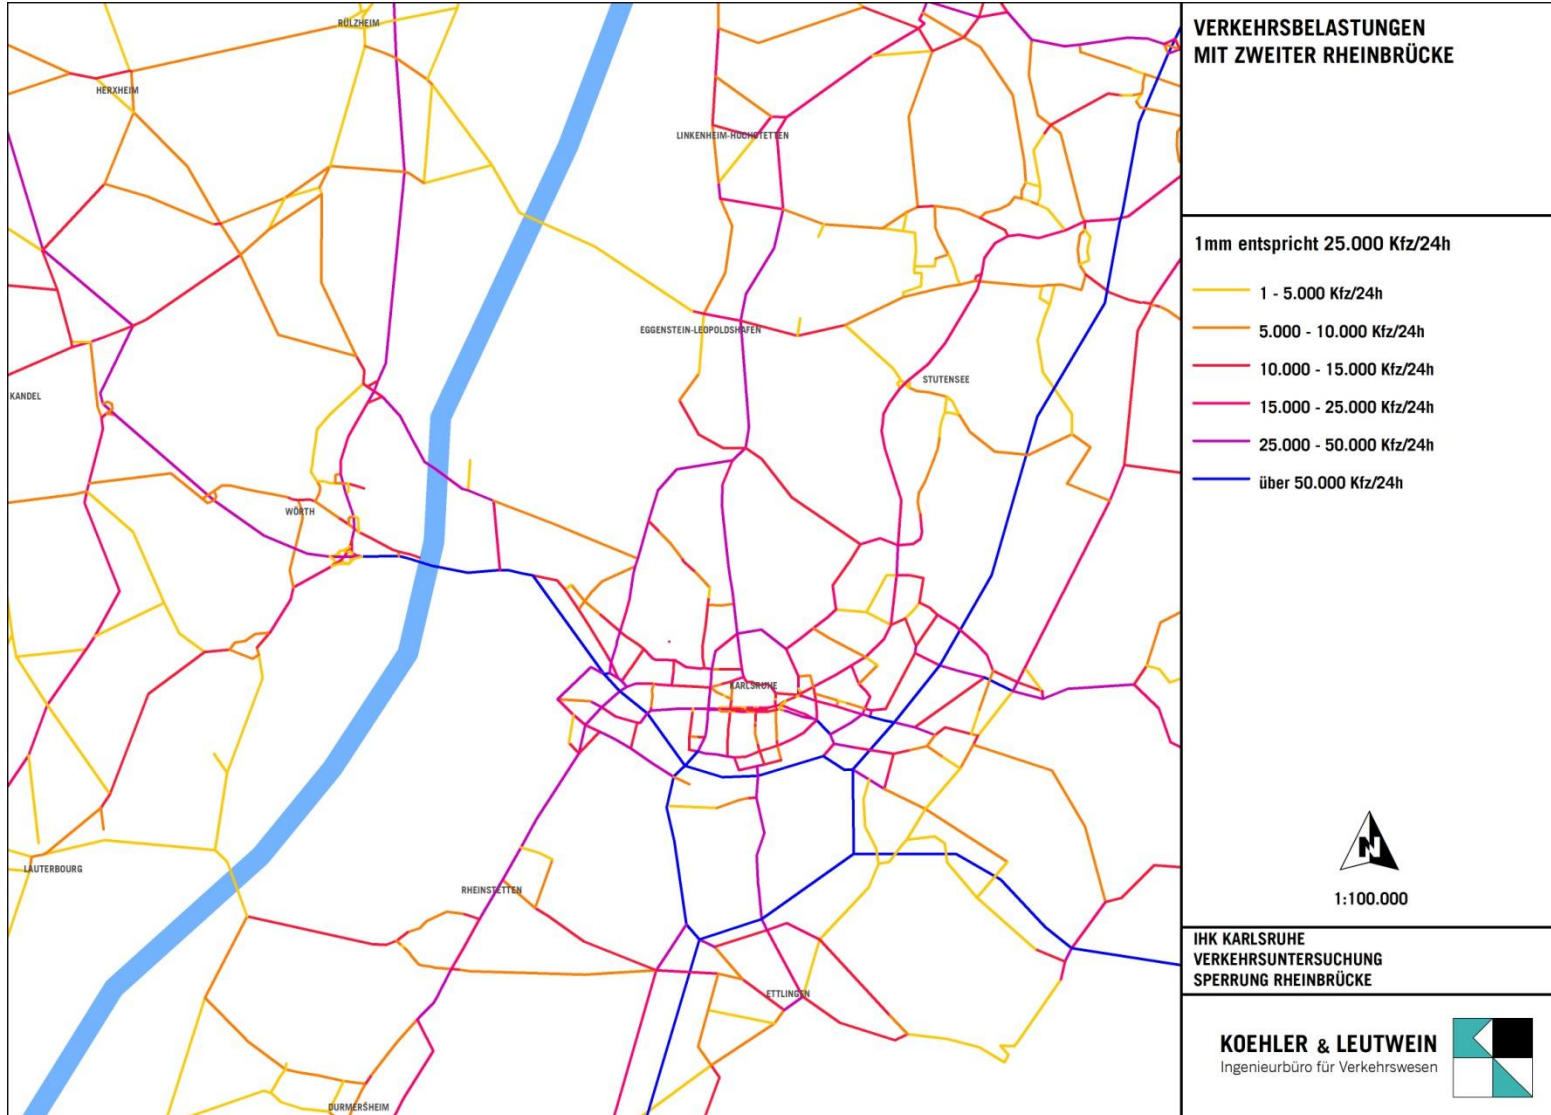 RÜLZHEIM
HERXHEIM
LINKENHEIM-HOCHSTETTEN
EGGENSTEIN-LEOPOLDSHAFEN
STUTENSEE
KANDEL
WÖRTH
KARLSRUHE
LAUTERBOURG
RHEINSTETTEN
ETTLINGEN
DURMERSHEIM
VERKEHRSBELASTUNGEN
MIT ZWEITER RHEINBRÜCKE
1mm entspricht 25.000 Kfz/24h
1 - 5.000 Kfz/24h
5.000 - 10.000 Kfz/24h
10.000 - 15.000 Kfz/24h
15.000 - 25.000 Kfz/24h
25.000 - 50.000 Kfz/24h
über 50.000 Kfz/24h
N
1:100.000
IHK KARLSRUHE
VERKEHRSUNTERSUCHUNG
SPERRUNG RHEINBRÜCKE
KOEHLER & LEUTWEIN
Ingenieurbüro für Verkehrswesen